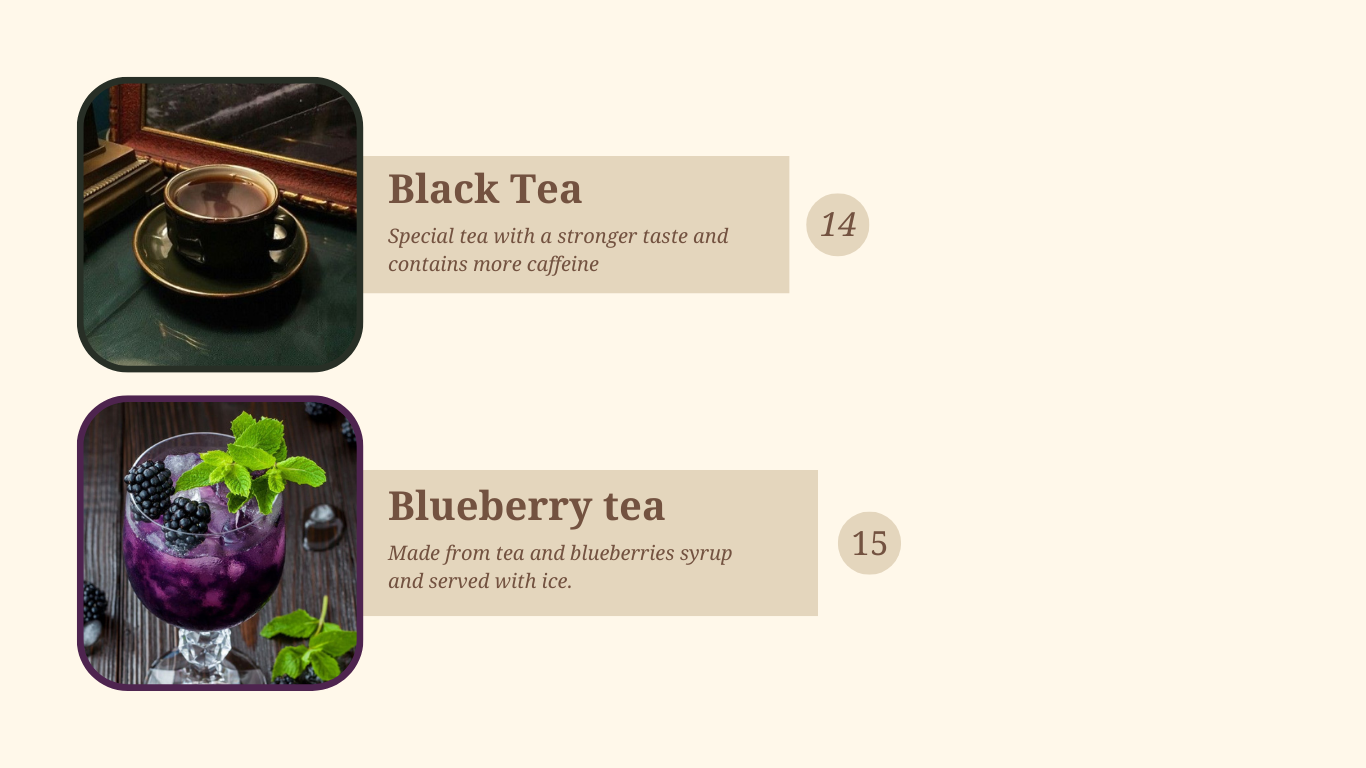 Black Tea
Special tea with a stronger taste and
contains more caffeine
14
Blueberry tea
Made from tea and blueberries syrup
and served with ice.
15